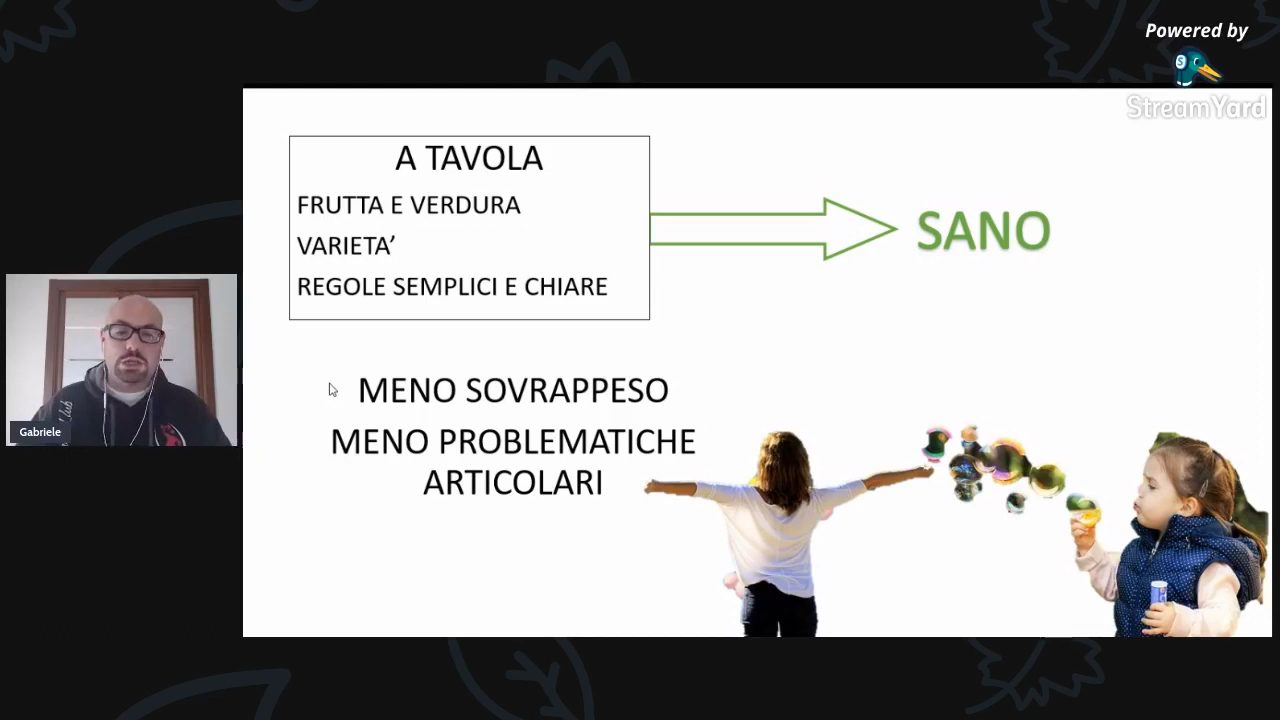 Powered by
StreamYard
A TAVOLA
FRUTTA E VERDURA
VARIETA’
REGOLE SEMPLICI E CHIARE
SANO
MENO SOVRAPPESO
MENO PROBLEMATICHE
ARTICOLARI
Gabriele